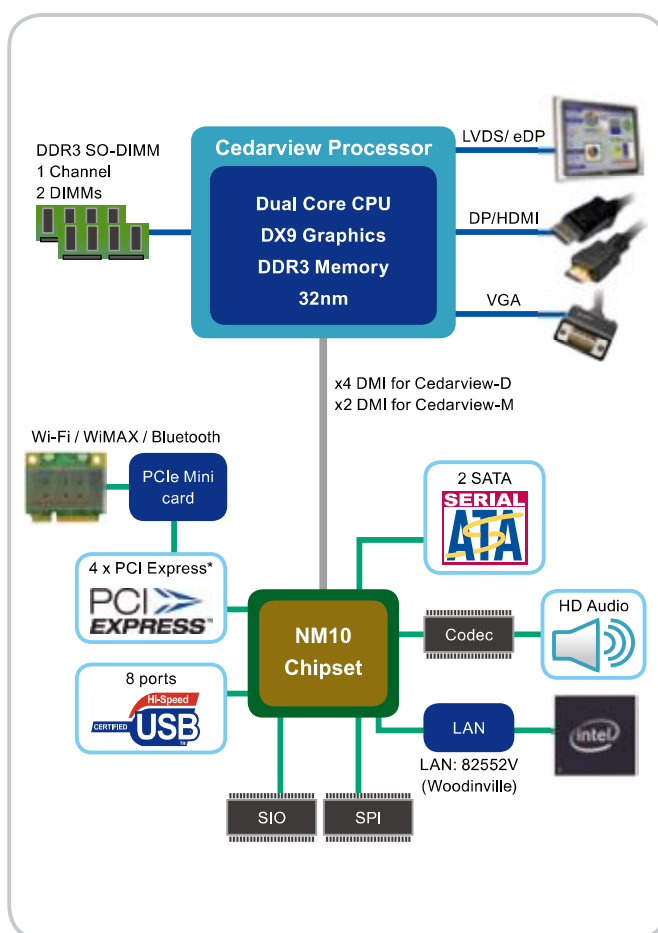 Cedarview Processor
Dual Core CPU
DX9 Graphics
DDR3 Memory
32nm
DDR3 SO-DIMM
1 Channel
2 DIMMs
LVDS/ eDP
DP/HDMI
VGA
x4 DMI for Cedarview-D
x2 DMI for Cedarview-M
Wi-Fi / WiMAX / Bluetooth
PCIe Mini
card
2 SATA
SERIAL
ATA
4 x PCI Express*
PCI
EXPRESS™
NM10
Chipset
Codec
HD Audio
8 ports
Hi-Speed
CERTIFIED
USB™
LAN
LAN: 82552V
(Woodinville)
intel
SIO
SPI